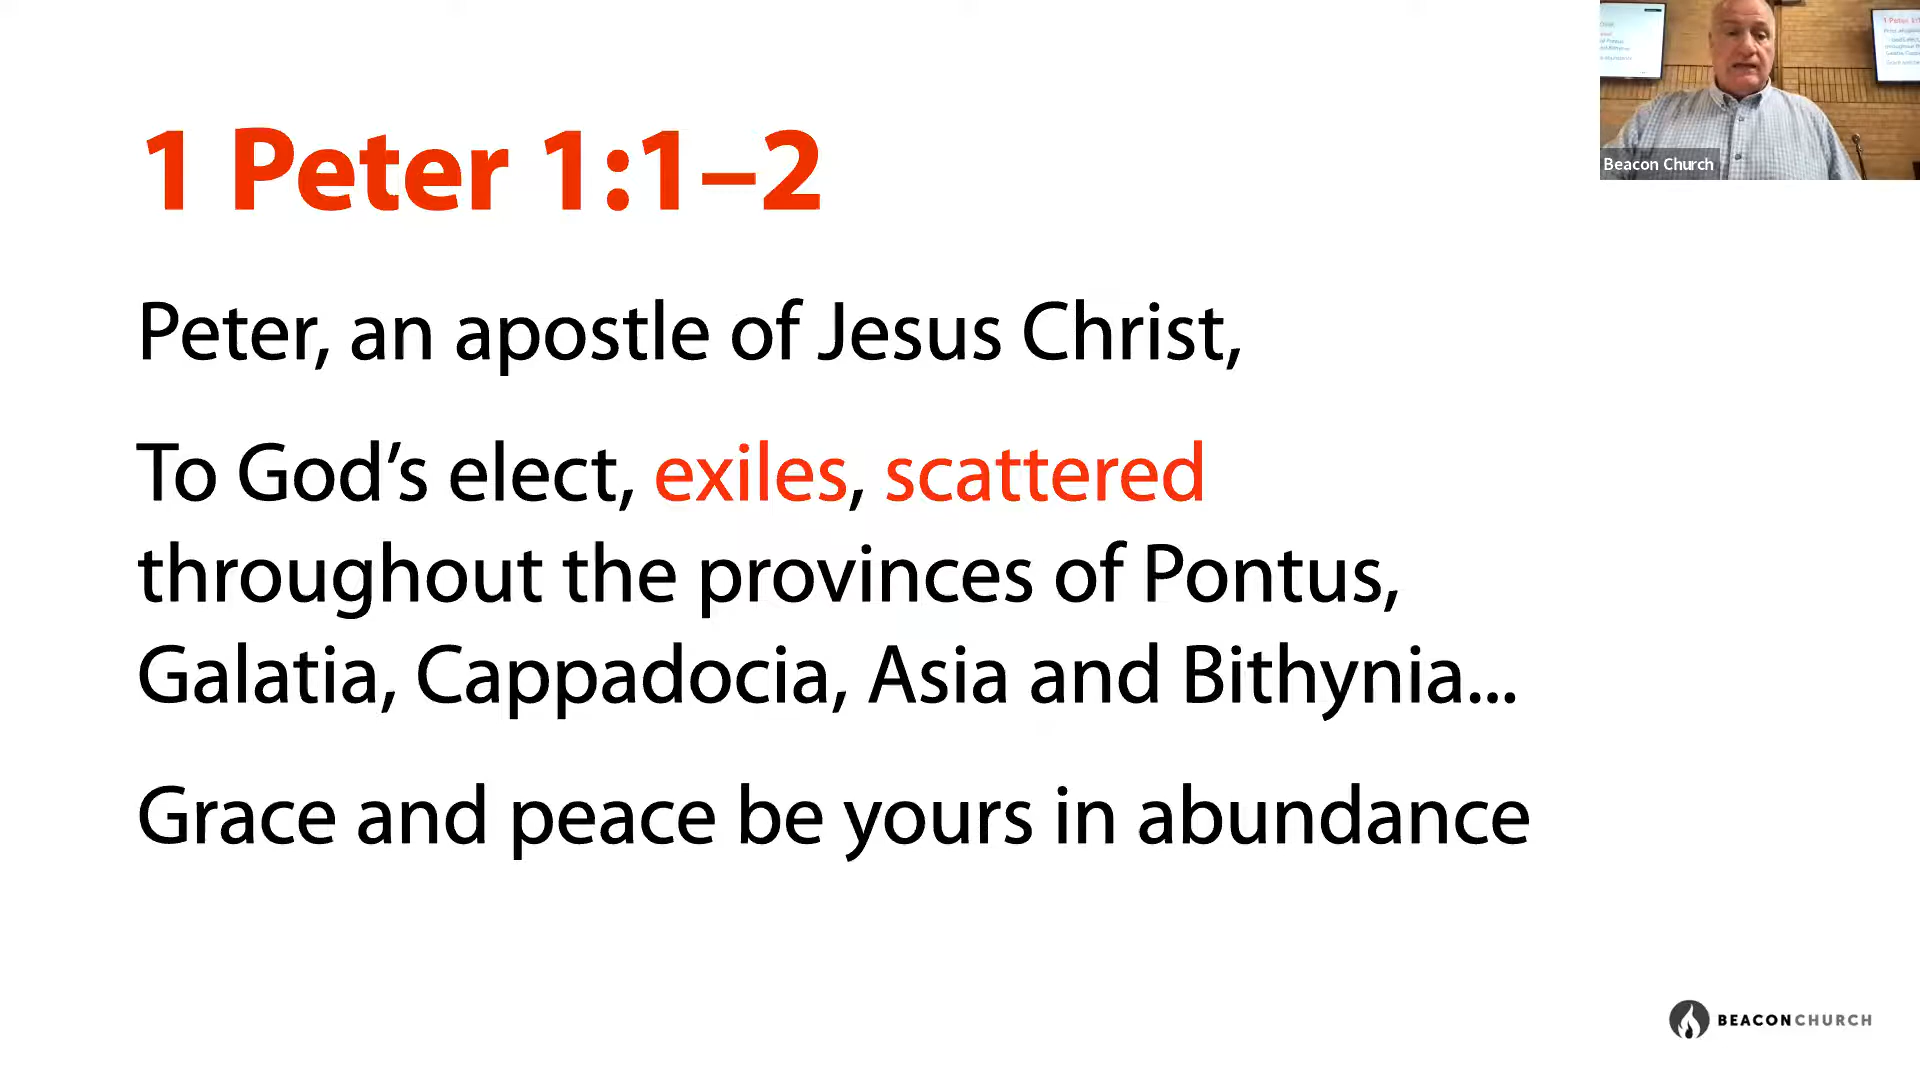 1 Peter 1:1–2
Peter, an apostle of Jesus Christ,
To God’s elect, exiles, scattered
throughout the provinces of Pontus,
Galatia, Cappadocia, Asia and Bithynia...
Grace and peace be yours in abundance
Beacon Church
BEACONCHURCH